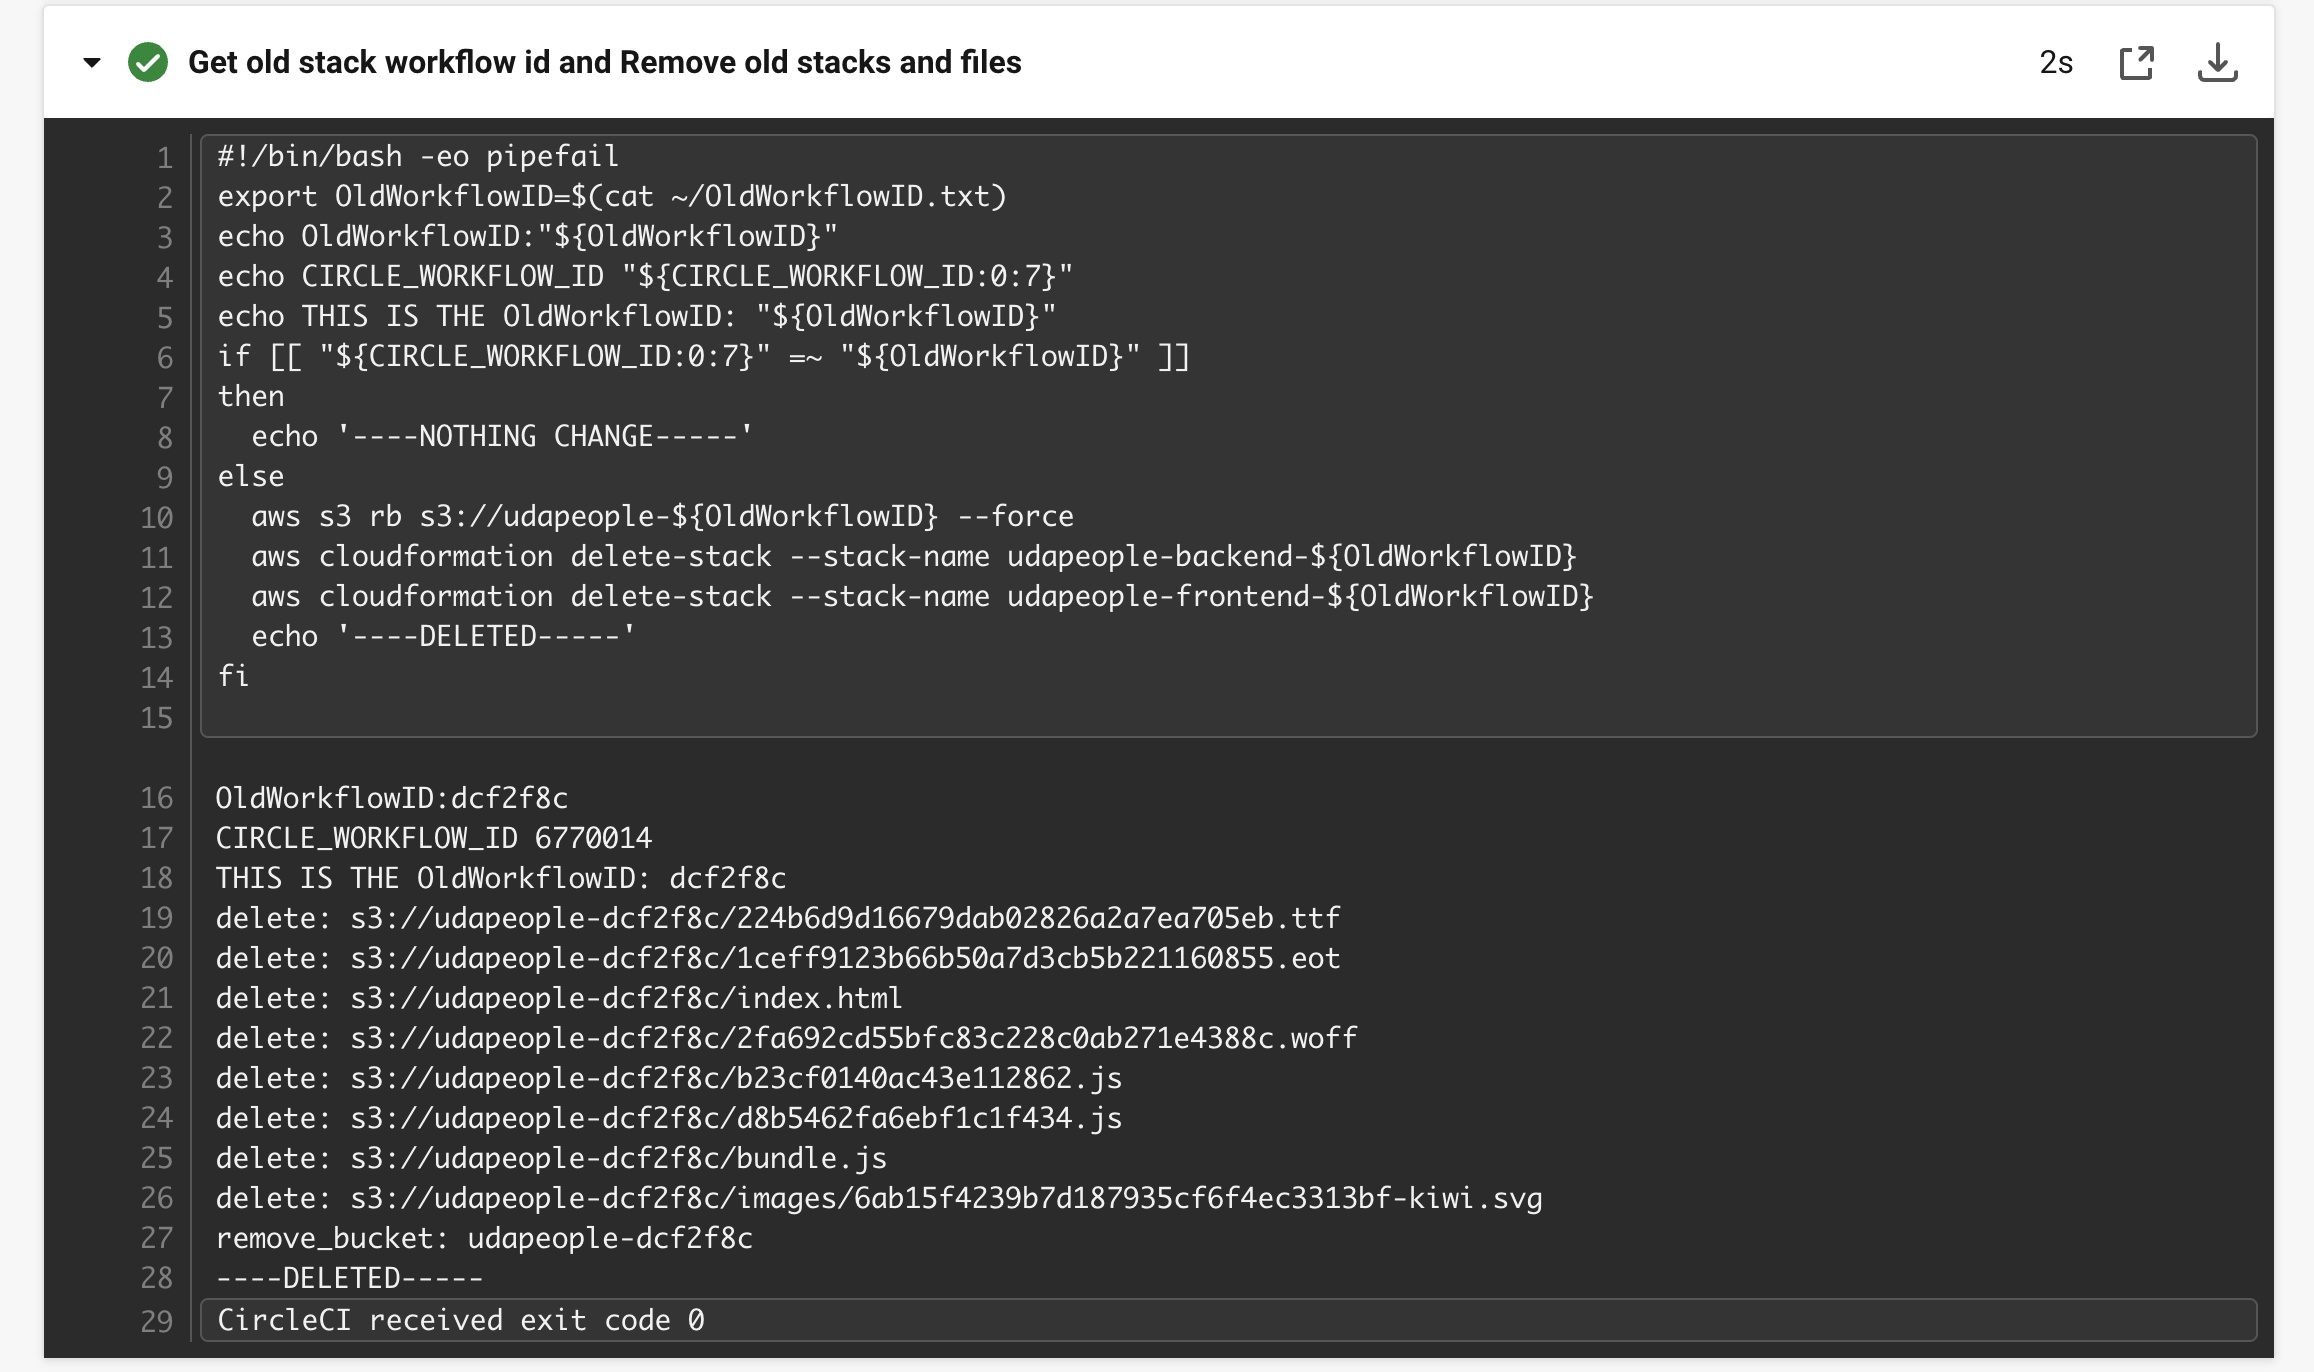 Get old stack workflow id and Remove old stacks and files 2s
1 #!/bin/bash -eo pipefail
2 export OldWorkflowID=$(cat ~/OldWorkflowID.txt)
3 echo OldWorkflowID:"${OldWorkflowID}"
4 echo CIRCLE_WORKFLOW_ID "${CIRCLE_WORKFLOW_ID:0:7}"
5 echo THIS IS THE OldWorkflowID: "${OldWorkflowID}"
6 if [[ "${CIRCLE_WORKFLOW_ID:0:7}" =~ "${OldWorkflowID}" ]]
7 then
8   echo '----NOTHING CHANGE-----'
9 else
10   aws s3 rb s3://udapeople-${OldWorkflowID} --force
11   aws cloudformation delete-stack --stack-name udapeople-backend-${OldWorkflowID}
12   aws cloudformation delete-stack --stack-name udapeople-frontend-${OldWorkflowID}
13   echo '----DELETED-----'
14 fi
15
16 OldWorkflowID:dcf2f8c
17 CIRCLE_WORKFLOW_ID 6770014
18 THIS IS THE OldWorkflowID: dcf2f8c
19 delete: s3://udapeople-dcf2f8c/224b6d9d16679dab02826a2a7ea705eb.ttf
20 delete: s3://udapeople-dcf2f8c/1ceff9123b66b50a7d3cb5b221160855.eot
21 delete: s3://udapeople-dcf2f8c/index.html
22 delete: s3://udapeople-dcf2f8c/2fa692cd55bfc83c228c0ab271e4388c.woff
23 delete: s3://udapeople-dcf2f8c/b23cf0140ac43e112862.js
24 delete: s3://udapeople-dcf2f8c/d8b5462fa6ebf1c1f434.js
25 delete: s3://udapeople-dcf2f8c/bundle.js
26 delete: s3://udapeople-dcf2f8c/images/6ab15f4239b7d187935cf6f4ec3313bf-kiwi.svg
27 remove_bucket: udapeople-dcf2f8c
28 ----DELETED-----
29 CircleCI received exit code 0